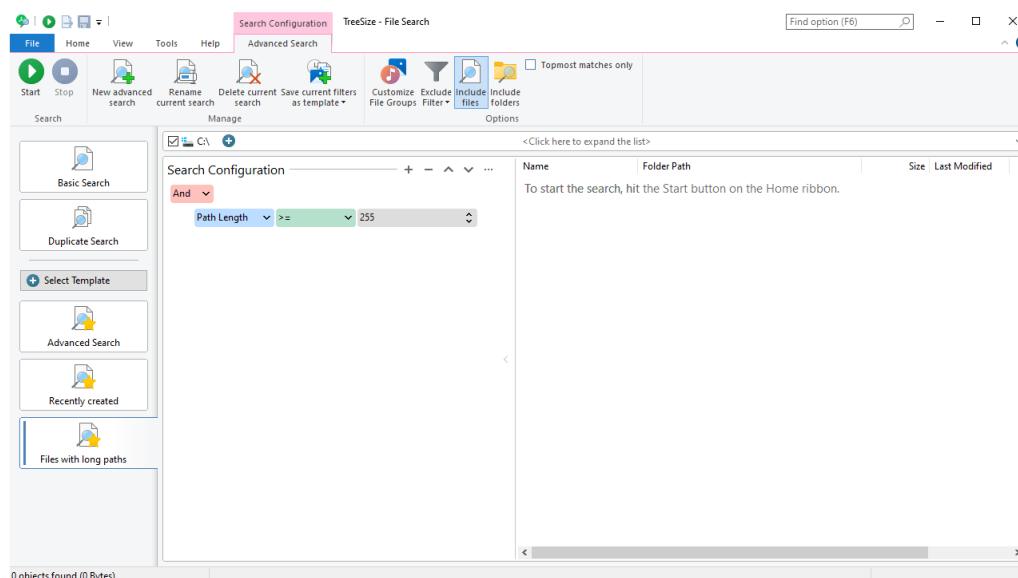 Search Configuration
TreeSize - File Search
Find option (F6)
File
Home
View
Tools
Help
Advanced Search
Start
Stop
New advanced
search
Rename
current search
Delete current
search
Save current filters
as template
Customize
File Groups
Exclude
Filter
Include
files
Include
folders
Topmost matches only
Search
Manage
Options
Basic Search
Duplicate Search
Select Template
Advanced Search
Recently created
Files with long paths
C:\
<Click here to expand the list>
Search Configuration
And
Path Length
>=
255
Name
Folder Path
Size
Last Modified
To start the search, hit the Start button on the Home ribbon.
0 objects found (0 Bytes)